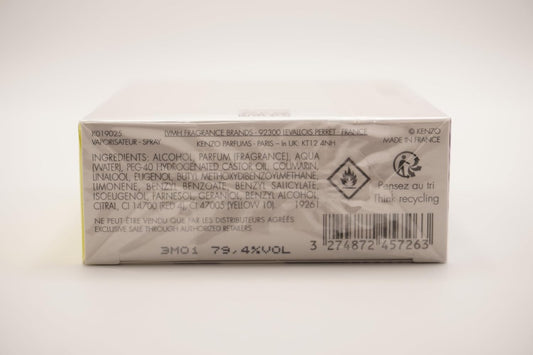 K019025
VAPORISATEUR - SPRAY
LVMH FRAGRANCE BRANDS - 92300 LEVALLOIS PERRET - FRANCE
KENZO PARFUMS - PARIS - In UK: KT12 4NH
© KENZO
MADE IN FRANCE
INGREDIENTS: ALCOHOL, PARFUM (FRAGRANCE), AQUA
(WATER), PEG-40 HYDROGENATED CASTOR OIL, COUMARIN,
LINALOOL, EUGENOL, BUTYL METHOXYDIBENZOYLMETHANE,
LIMONENE, BENZYL BENZOATE, BENZYL SALICYLATE,
ISOEUGENOL, FARNESOL, GERANIOL, BENZYL ALCOHOL,
CITRAL, CI 14700 (RED 4), CI 47005 (YELLOW 10). 19261
NE PEUT ÊTRE VENDU QUE PAR LES DISTRIBUTEURS AGRÉÉS.
EXCLUSIVE SALE THROUGH AUTHORIZED RETAILERS.
3M01 79,4%VOL
Pensez au tri
Think recycling
3 274872 457263